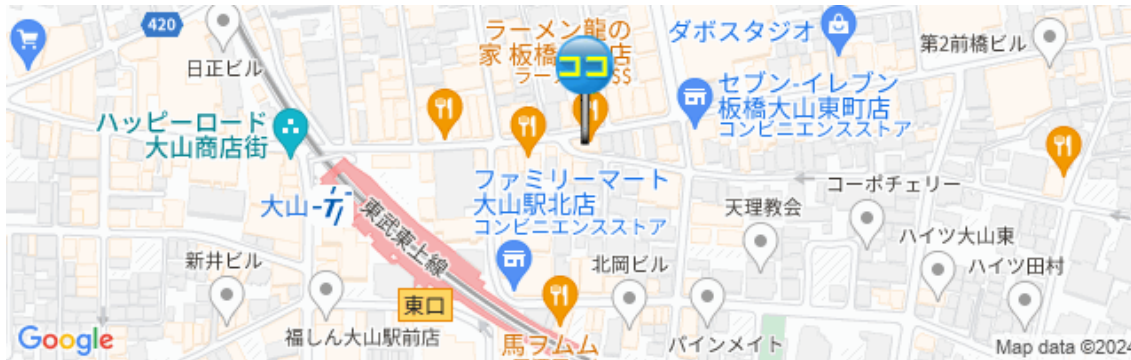 420
日正ビル
ハッピーロード
大山商店街
大山
新井ビル
東武東上線
東口
福しん大山駅前店
ラーメン龍の
家 板橋
店
ラー
SS
ココ
ファミリーマート
大山駅北店
コンビニエンスストア
北岡ビル
馬ヲムム
ダボスタジオ
セブン-イレブン
板橋大山東町店
コンビニエンスストア
第2前橋ビル
コーポチェリー
天理教会
ハイツ大山東
ハイツ田村
パインメイト
Google
Map data ©2024